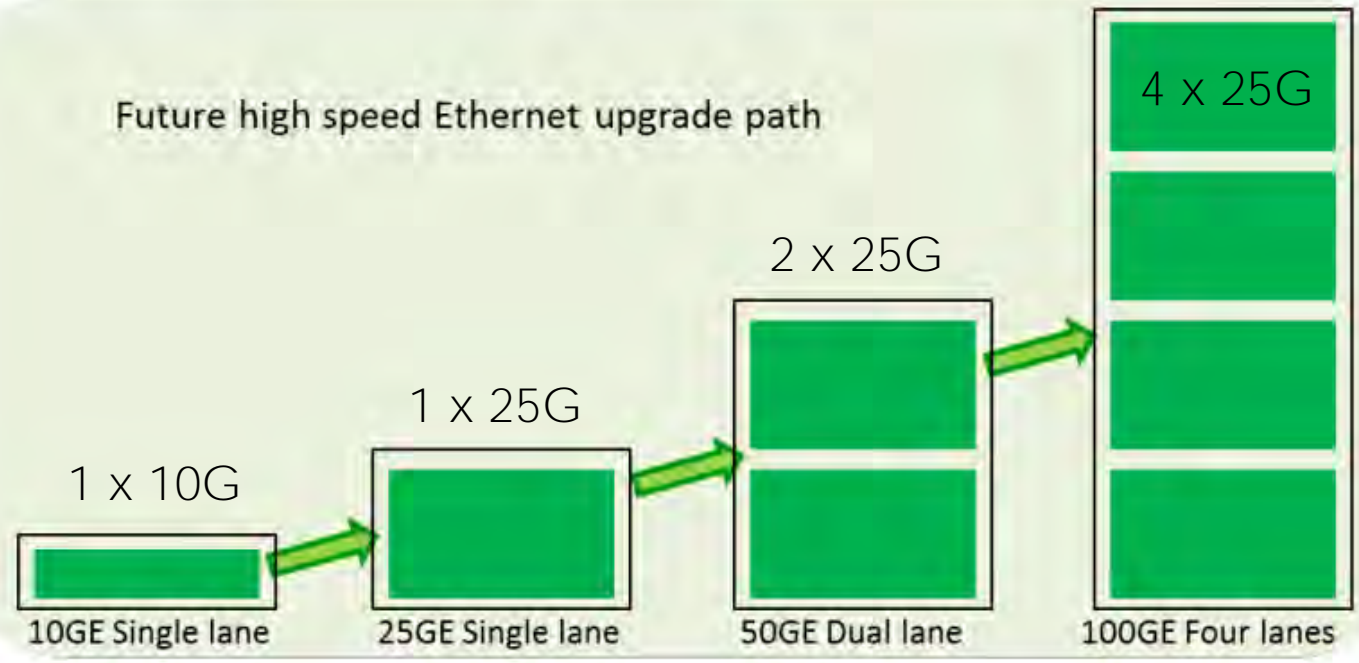 Future high speed Ethernet upgrade path
4 x 25G
2 x 25G
1 x 25G
1 x 10G
10GE Single lane
25GE Single lane
50GE Dual lane
100GE Four lanes